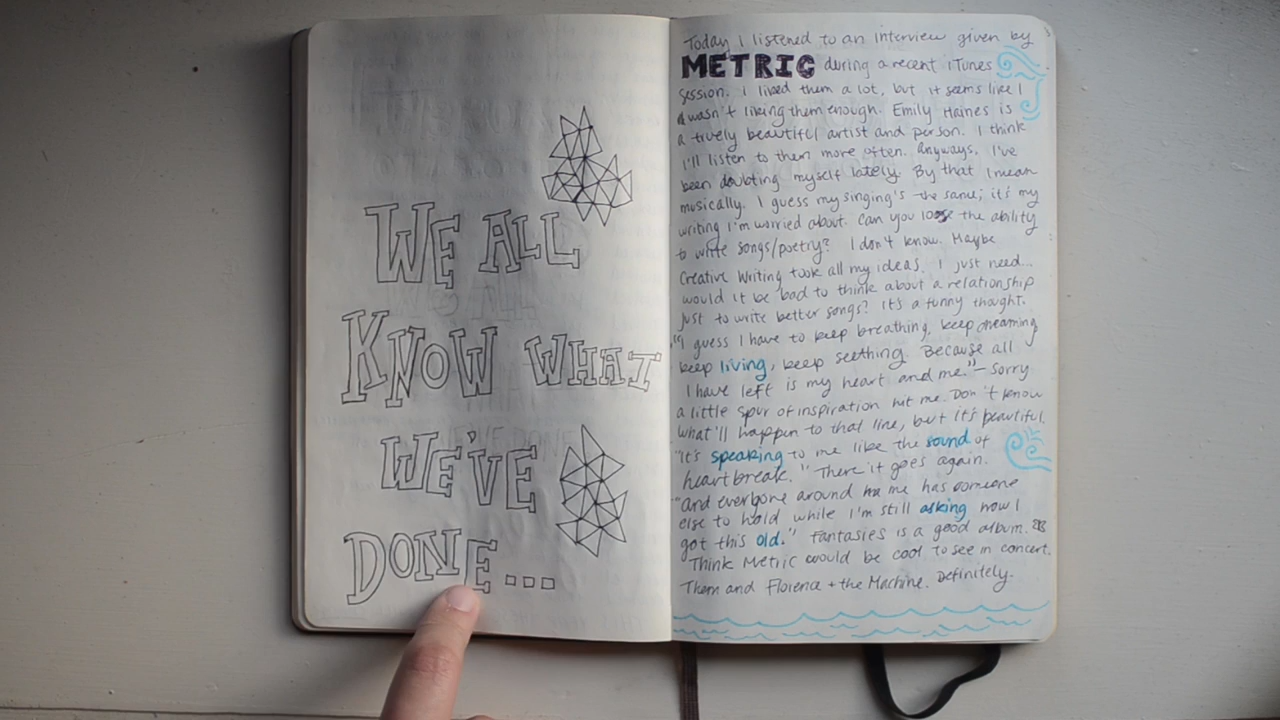 WE ALL
KNOW WHAT
WE'VE
DONE...
Today I listened to an interview given by
METRIC during a recent iTunes
session. I liked them a lot, but it seems like I
wasn't liking them enough. Emily Haines is
a truely beautiful artist and person. I think
I'll listen to them more often. Anyways, I've
been doubting myself lately. By that I mean
musically. I guess my singing's the same; it's my
writing I'm worried about. Can you loose the ability
to write songs/poetry? I don't know. Maybe
Creative Writing took all my ideas. I just need...
would it be bad to think about a relationship
just to write better songs? It's a funny thought.
"I guess I have to keep breathing, keep dreaming
keep living, keep seething. Because all
I have left is my heart and me." - Sorry
a little spur of inspiration hit me. Don't know
what'll happen to that line, but it's beautiful.
"It's speaking to me like the sound of
heartbreak." There it goes again.
"And everyone around me has someone
else to hold while I'm still asking how I
got this old." Fantasies is a good album.
Think Metric would be cool to see in concert.
Them and Florence + the Machine. Definitely.